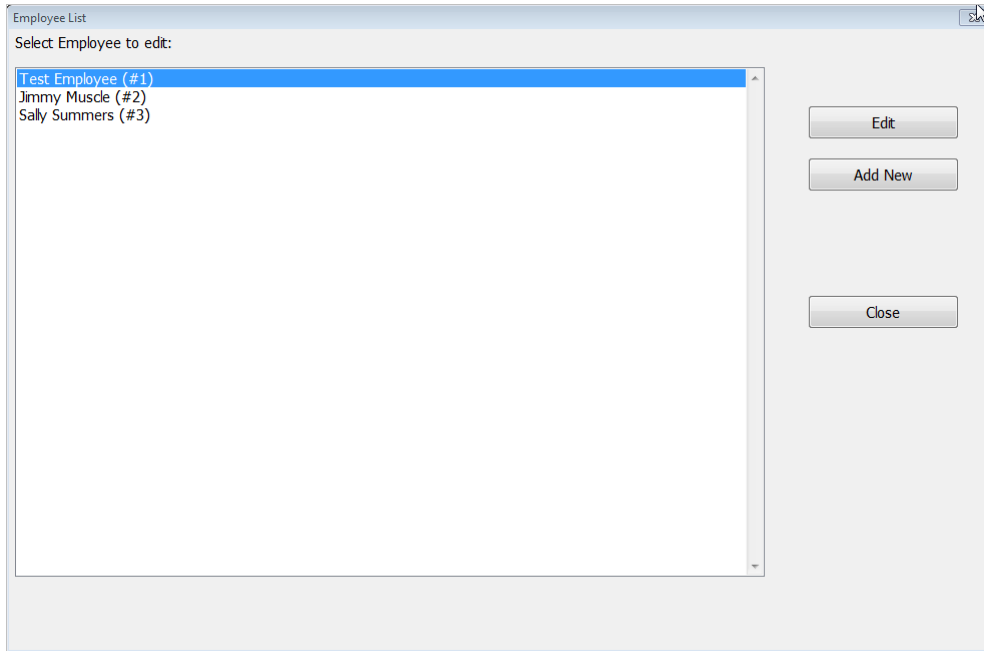 Employee List
Select Employee to edit:
Test Employee (#1)
Jimmy Muscle (#2)
Sally Summers (#3)
Edit
Add New
Close